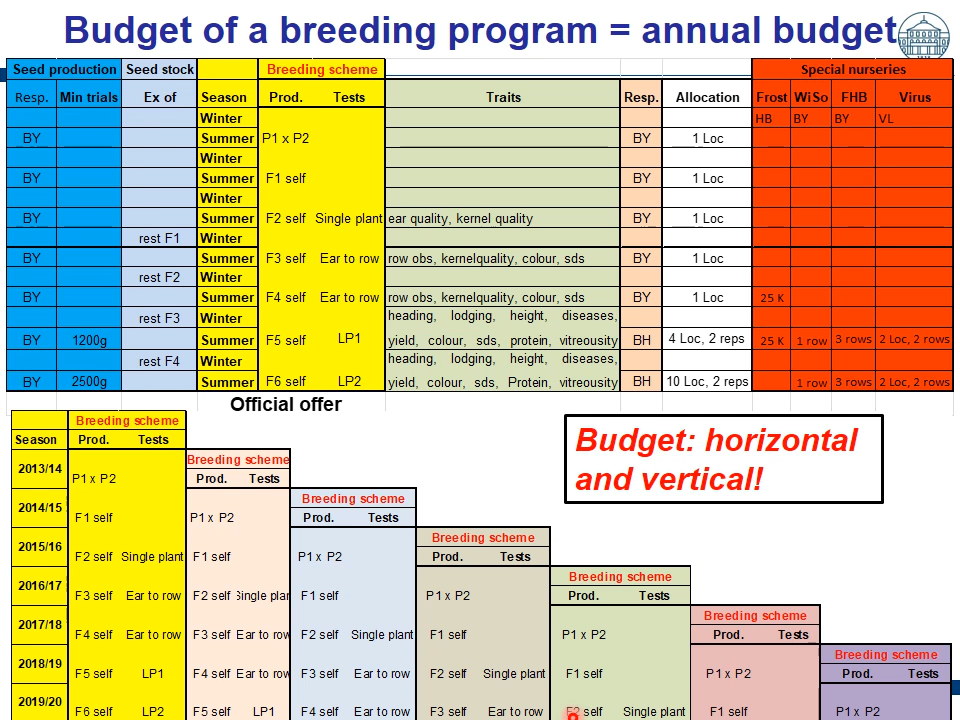 Budget of a breeding program = annual budget
Seed production Seed stock Breeding scheme Special nurseries
Resp. Min trials Ex of Season Prod. Tests Traits Resp. Allocation Frost WiSo FHB Virus
Winter HB BY BY VL
BY Summer P1 x P2 BY 1 Loc
Winter
BY Summer F1 self BY 1 Loc
Winter
BY Summer F2 self Single plant ear quality, kernel quality BY 1 Loc
rest F1 Winter
BY Summer F3 self Ear to row row obs, kernelquality, colour, sds BY 1 Loc
rest F2 Winter
BY Summer F4 self Ear to row row obs, kernelquality, colour, sds BY 1 Loc 25 K
rest F3 Winter heading, lodging, height, diseases,
BY 1200g Summer F5 self LP1 yield, colour, sds, protein, vitreousity BH 4 Loc, 2 reps 25 K 1 row 3 rows 2 Loc, 2 rows
rest F4 Winter heading, lodging, height, diseases,
BY 2500g Summer F6 self LP2 yield, colour, sds, Protein, vitreousity BH 10 Loc, 2 reps 1 row 3 rows 2 Loc, 2 rows
Official offer
Budget: horizontal
and vertical!
Breeding scheme
Season Prod. Tests
2013/14 Breeding scheme
P1 x P2 Prod. Tests
2014/15 Breeding scheme
F1 self P1 x P2 Prod. Tests
2015/16 Breeding scheme
F2 self Single plant F1 self P1 x P2 Prod. Tests
2016/17 Breeding scheme
F3 self Ear to row F2 self Single plan F1 self P1 x P2 Prod. Tests
2017/18 Breeding scheme
F4 self Ear to row F3 self Ear to row F2 self Single plant F1 self P1 x P2 Prod. Tests
2018/19 Breeding scheme
F5 self LP1 F4 self Ear to row F3 self Ear to row F2 self Single plant F1 self P1 x P2 Prod. Tests
2019/20
F6 self LP2 F5 self LP1 F4 self Ear to row F3 self Ear to row F2 self Single plant F1 self P1 x P2